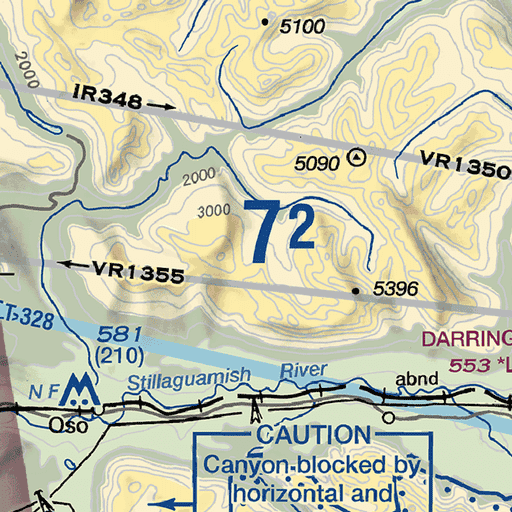 5100
2000
IR348
5090
VR1350
2000
3000
7²
VR1355
5396
CT-328
581
(210)
DARRING
553 *L
N F
Stillaguamish River
abnd
Oso
CAUTION
Canyon blocked by
horizontal and